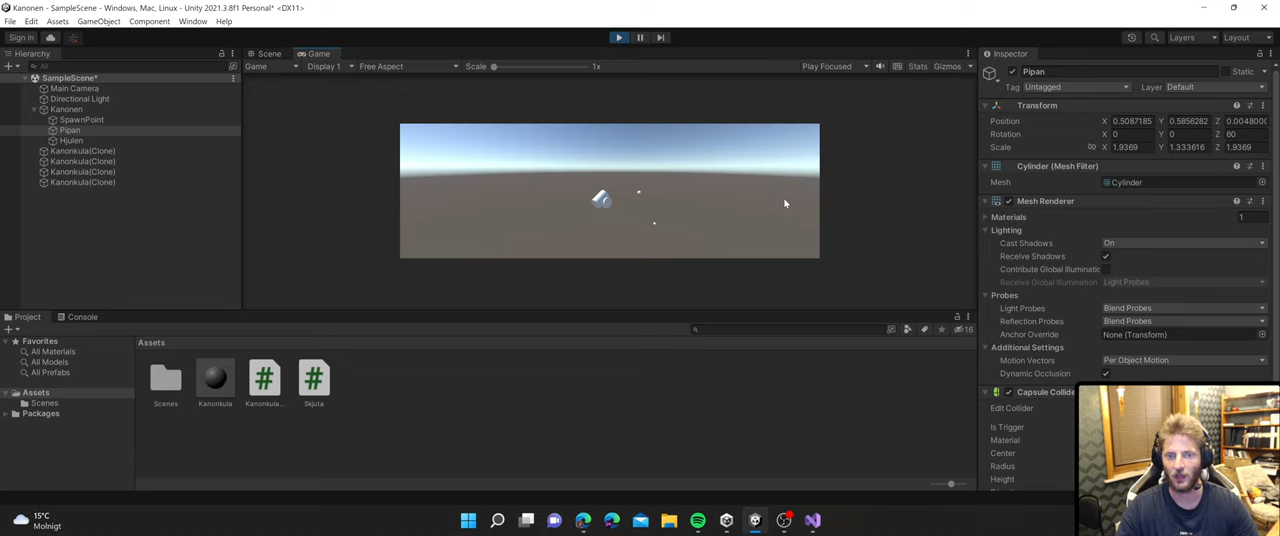 Kanonen - SampleScene - Windows, Mac, Linux - Unity 2021.3.8f1 Personal* <DX11>
File Edit Assets GameObject Component Window Help
Sign In Layers Layout
Hierarchy Scene Game Inspector
All Game Display 1 Free Aspect Scale 1x Play Focused Stats Gizmos
Pipan Static
Tag Untagged Layer Default
SampleScene*
Main Camera
Directional Light
Kanonen
SpawnPoint
Pipan
Hjulen
Kanonkula(Clone)
Kanonkula(Clone)
Kanonkula(Clone)
Kanonkula(Clone)
Transform
Position X 0.5087185 Y 0.5856282 Z 0.0048000
Rotation X 0 Y 0 Z 60
Scale X 1.9369 Y 1.333616 Z 1.9369
Cylinder (Mesh Filter)
Mesh Cylinder
Mesh Renderer
Materials 1
Lighting
Cast Shadows On
Receive Shadows
Contribute Global Illuminatic
Receive Global Illumination Light Probes
Probes
Light Probes Blend Probes
Reflection Probes Blend Probes
Anchor Override None (Transform)
Additional Settings
Motion Vectors Per Object Motion
Dynamic Occlusion
Capsule Collide
Edit Collider
Is Trigger
Material
Center
Radius
Height
Project Console
16
Favorites
All Materials
All Models
All Prefabs
Assets
Scenes
Packages
Assets
Scenes Kanonkula Kanonkula... Skjuta
15°C
Molnigt